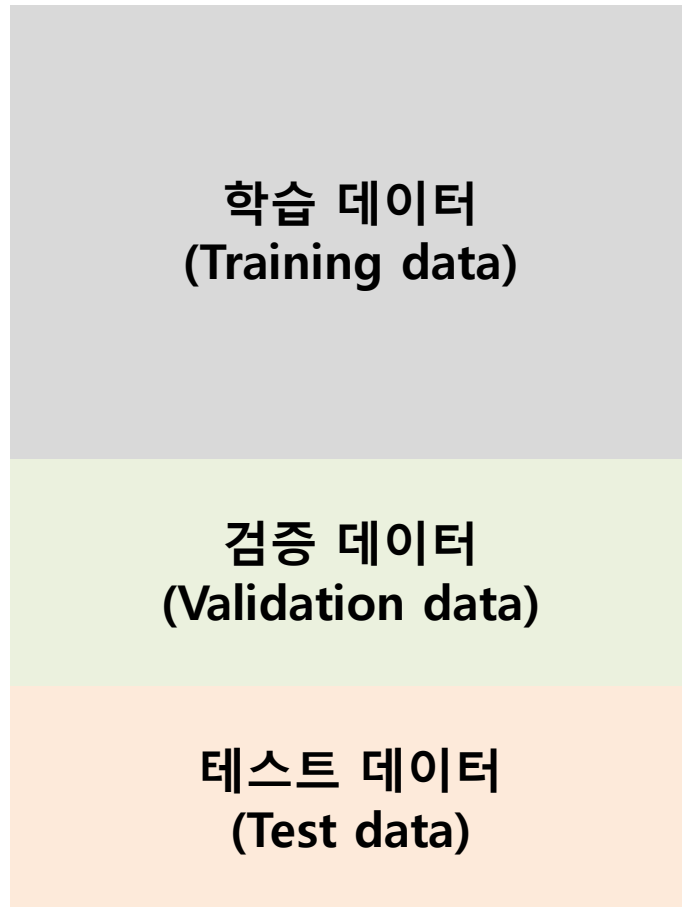 학습 데이터
(Training data)
검증 데이터
(Validation data)
테스트 데이터
(Test data)